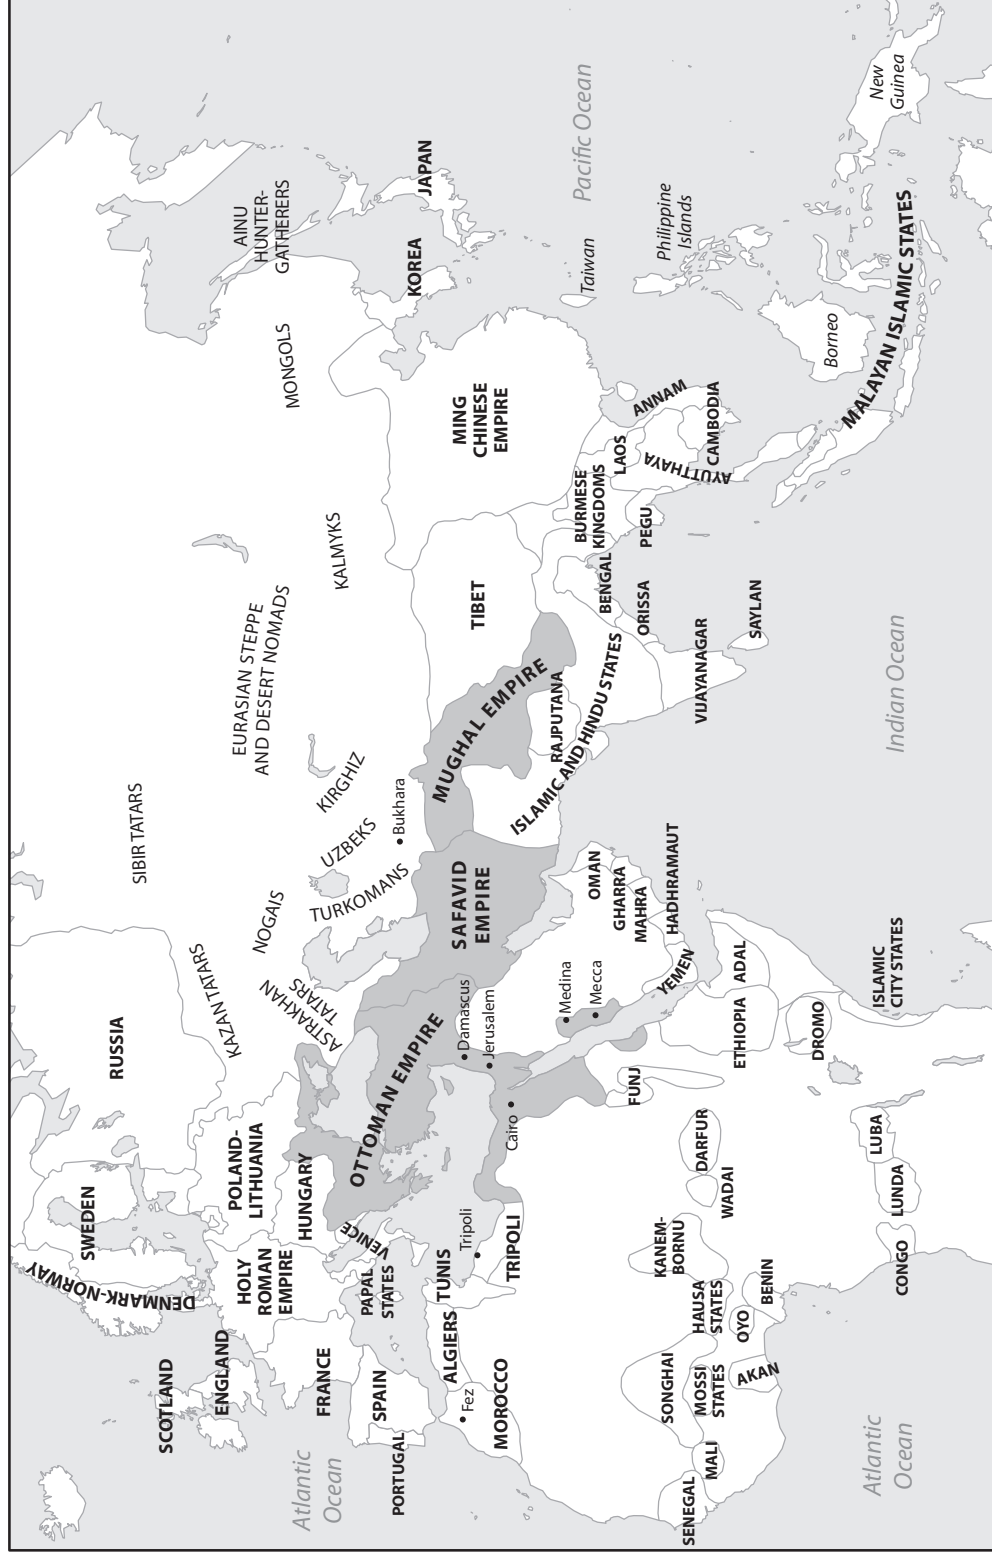 SCOTLAND
ENGLAND
DENMARK-NORWAY
SWEDEN
RUSSIA
SIBIR TATARS
KAZAN TATARS
NOGAIS
ASTRAKHAN
TATARS
EURASIAN STEPPE
AND DESERT NOMADS
MONGOLS
AINU
HUNTER-
GATHERERS
KALMYKS
KIRGHIZ
UZBEKS
TURKOMANS
Bukhara
Atlantic
Ocean
FRANCE
HOLY
ROMAN
EMPIRE
POLAND-
LITHUANIA
HUNGARY
VENICE
PAPAL
STATES
SPAIN
PORTUGAL
OTTOMAN EMPIRE
SAFAVID
EMPIRE
MUGHAL EMPIRE
TIBET
MING
CHINESE
EMPIRE
KOREA
JAPAN
Pacific Ocean
Taiwan
Philippine
Islands
Fez
MOROCCO
ALGIERS
TUNIS
Tripoli
TRIPOLI
Cairo
Damascus
Jerusalem
Medina
Mecca
OMAN
GHARRA
MAHRA
HADHRAMAUT
YEMEN
RAJPUTANA
ISLAMIC AND HINDU STATES
BENGAL
ORISSA
VIJAYANAGAR
SAYLAN
BURMESE
KINGDOMS
PEGU
LAOS
ANNAM
AYUTTHAYA
CAMBODIA
SENEGAL
MALI
SONGHAI
MOSSI
STATES
HAUSA
STATES
KANEM-
BORNU
AKAN
OYO
BENIN
WADAI
DARFUR
FUNJ
ETHIOPIA
ADAL
DROMO
ISLAMIC
CITY STATES
CONGO
LUNDA
LUBA
Atlantic
Ocean
Indian Ocean
Borneo
MALAYAN ISLAMIC STATES
New
Guinea